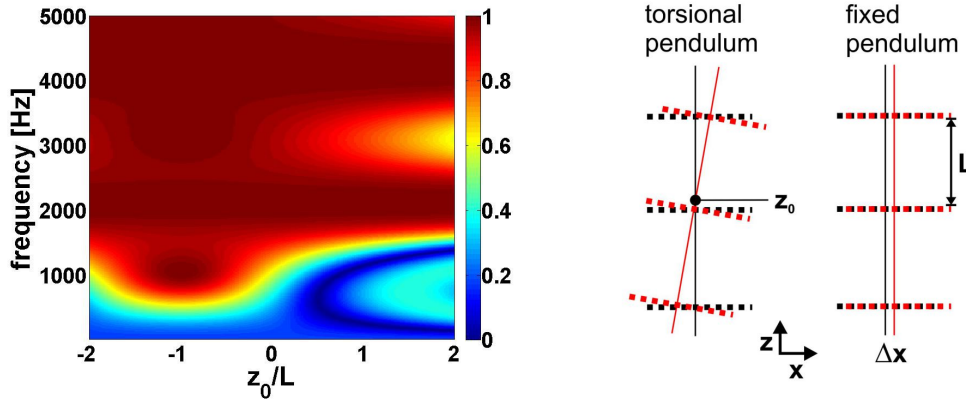 5000
4000
3000
2000
1000
frequency [Hz]
-2
-1
0
1
2
z₀/L
1
0.8
0.6
0.4
0.2
0
torsional
pendulum
z₀
z
x
fixed
pendulum
L
Δx